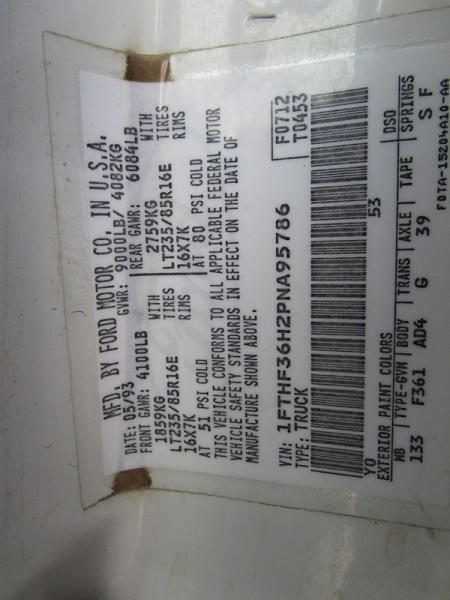 MFD. BY FORD MOTOR CO. IN U.S.A.
DATE: 05/93 GVWR: 9000LB/ 4082KG
FRONT GAWR: 4100LB REAR GAWR: 6084LB
1859KG WITH 2759KG WITH
LT235/85R16E TIRES LT235/85R16E TIRES
16X7K RIMS 16X7K RIMS
AT 51 PSI COLD AT 80 PSI COLD
THIS VEHICLE CONFORMS TO ALL APPLICABLE FEDERAL MOTOR
VEHICLE SAFETY STANDARDS IN EFFECT ON THE DATE OF
MANUFACTURE SHOWN ABOVE.
VIN: 1FTHF36H2PNA95786 F0712
TYPE: TRUCK T0453
YO 53
EXTERIOR PAINT COLORS DSO
WB TYPE-GVW BODY TRANS AXLE TAPE SPRINGS
133 F361 AD4 G 39 S F
F0TA-15204A10-AA